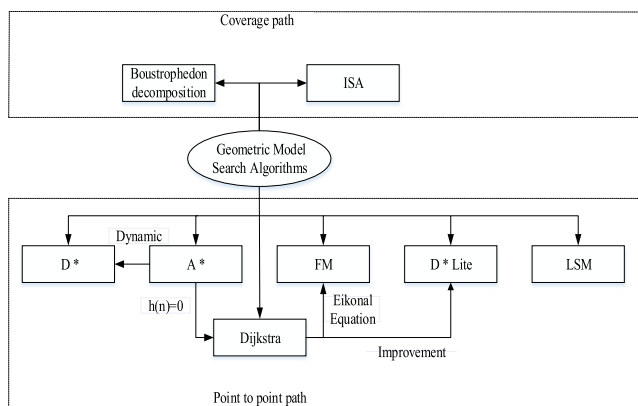 Coverage path
Boustrophedon
decomposition
ISA
Geometric Model
Search Algorithms
Dynamic
D *
A *
FM
D * Lite
LSM
h(n)=0
Eikonal
Equation
Dijkstra
Improvement
Point to point path